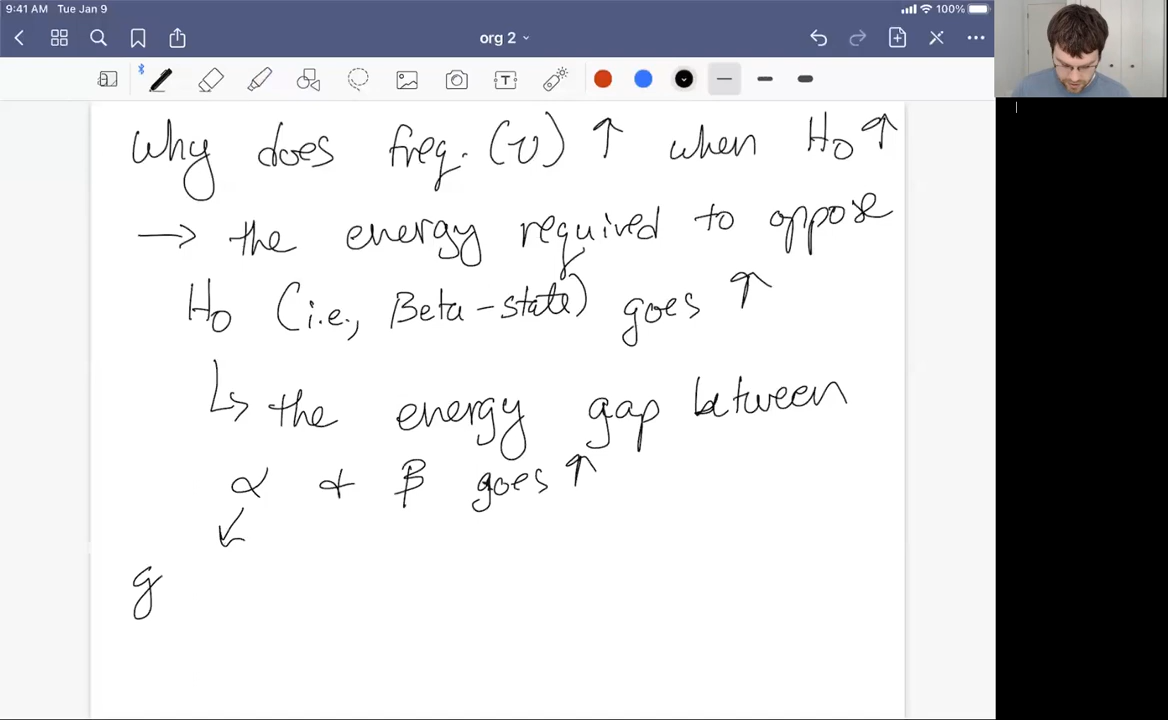 9:41 AM Tue Jan 9
100%
org 2
Why does freq. (ν) ↑ when H₀ ↑
→ the energy required to oppose
H₀ (i.e., Beta-state) goes ↑
↳ the energy gap between
α + β goes ↑
↙
g